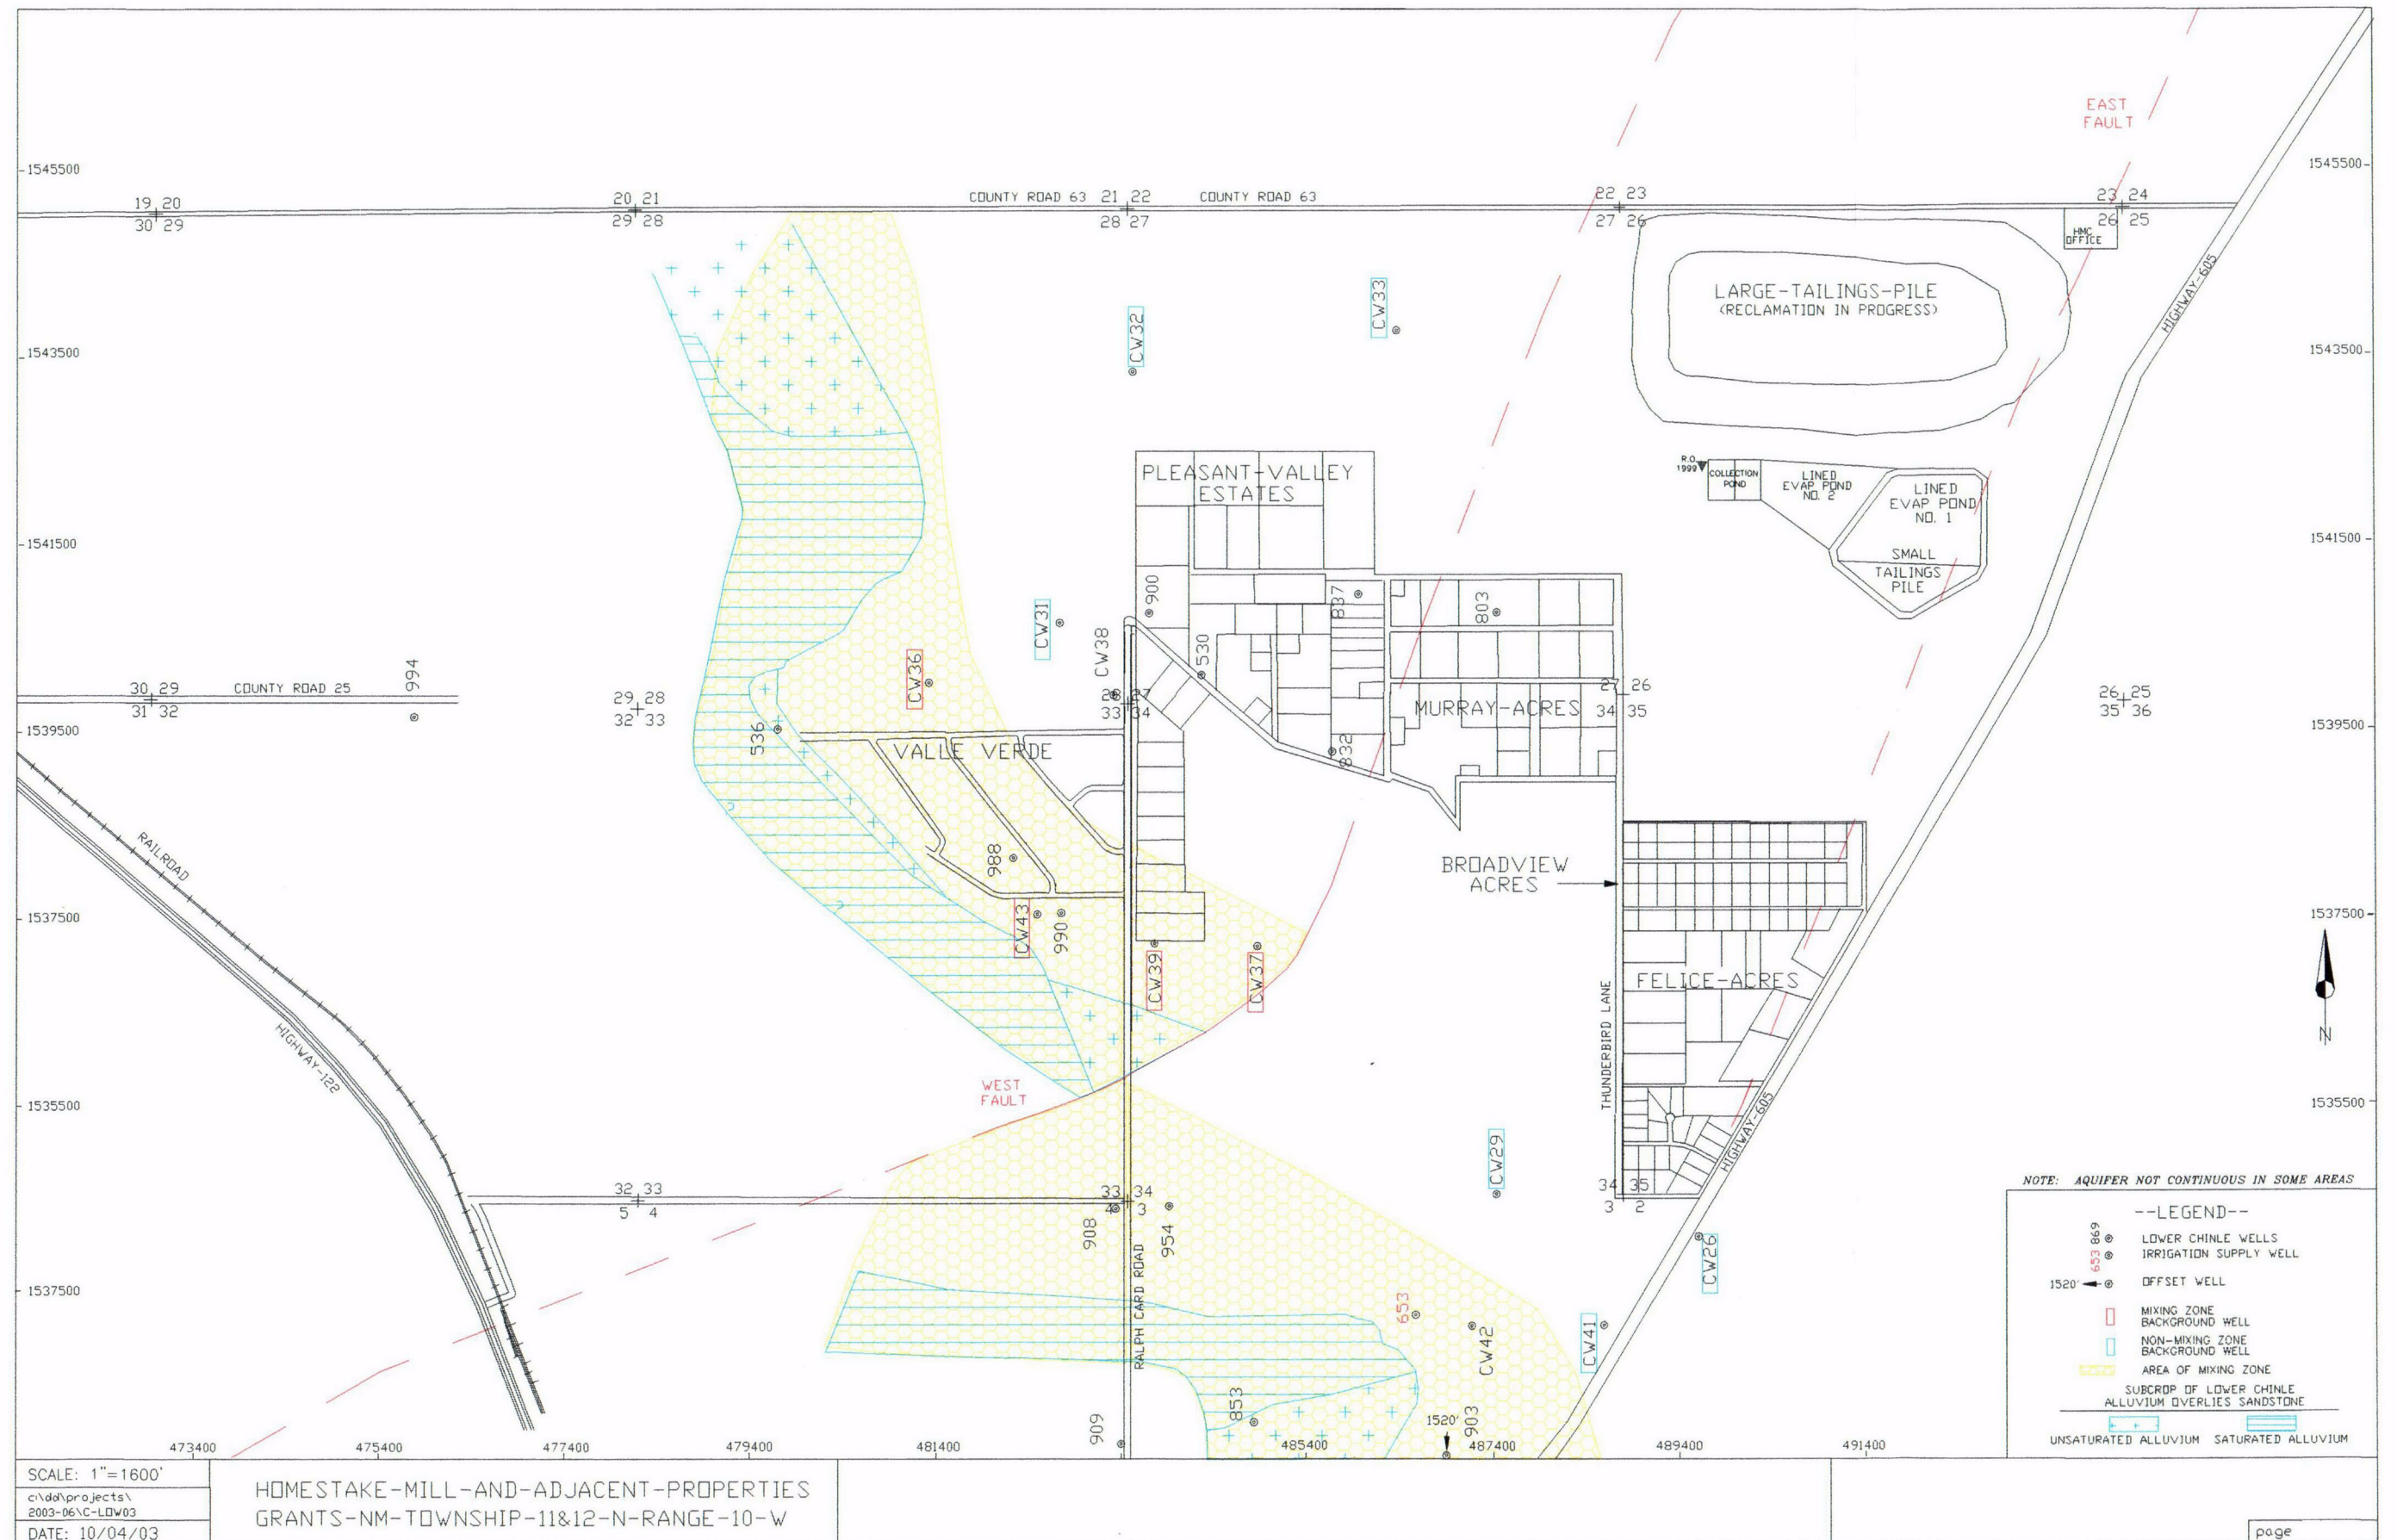 EAST
FAULT
1545500
1545500
COUNTY ROAD 63
COUNTY ROAD 63
19 20
30 29
20 21
29 28
21 22
28 27
22 23
27 26
23 24
26 25
HMC
OFFICE
HIGHWAY-605
LARGE-TAILINGS-PILE
(RECLAMATION IN PROGRESS)
CW33
CW32
1543500
1543500
PLEASANT-VALLEY
ESTATES
R.O.
1999
COLLECTION
POND
LINED
EVAP POND
NO. 2
LINED
EVAP POND
NO. 1
SMALL
TAILINGS
PILE
1541500
1541500
CW31
900
837
803
CW38
530
CW36
994
30 29
31 32
COUNTY ROAD 25
29 28
32 33
28 27
33 34
27 26
34 35
26 25
35 36
MURRAY-ACRES
1539500
1539500
536
VALLE VERDE
832
RAILROAD
988
BROADVIEW
ACRES
1537500
1537500
CW43
990
CW39
CW37
FELICE-ACRES
THUNDERBIRD LANE
HIGHWAY-122
N
WEST
FAULT
1535500
1535500
HIGHWAY-605
CW29
32 33
5 4
33 34
4 3
34 35
3 2
908
954
CW26
RALPH CARD ROAD
1537500
653
CW42
CW41
853
909
1520'
903
473400
475400
477400
479400
481400
485400
487400
489400
491400
NOTE: AQUIFER NOT CONTINUOUS IN SOME AREAS
--LEGEND--
869 LOWER CHINLE WELLS
653 IRRIGATION SUPPLY WELL
1520' OFFSET WELL
MIXING ZONE
BACKGROUND WELL
NON-MIXING ZONE
BACKGROUND WELL
AREA OF MIXING ZONE
SUBCROP OF LOWER CHINLE
ALLUVIUM OVERLIES SANDSTONE
UNSATURATED ALLUVIUM SATURATED ALLUVIUM
SCALE: 1"=1600'
c:\dd\projects\
2003-06\C-LOW03
DATE: 10/04/03
HOMESTAKE-MILL-AND-ADJACENT-PROPERTIES
GRANTS-NM-TOWNSHIP-11&12-N-RANGE-10-W
page